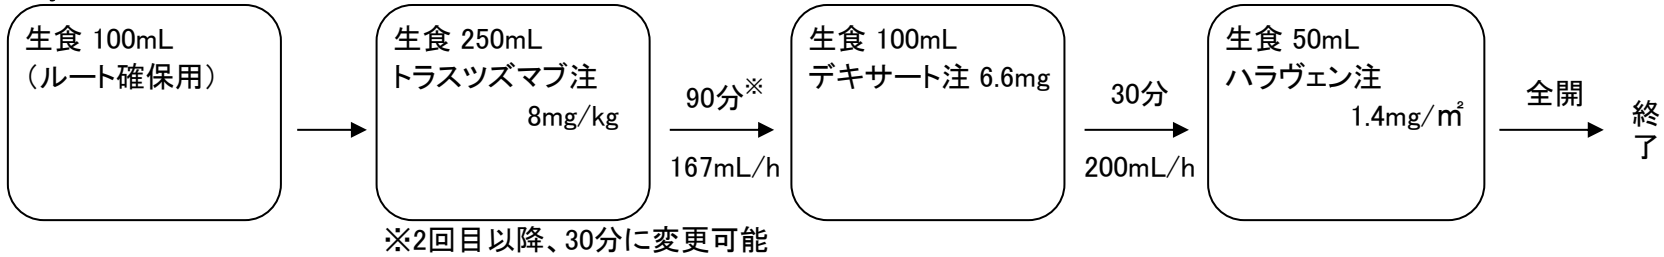 生食 100mL
(ルート確保用)
生食 250mL
トラスツズマブ注
8mg/kg
90分※
167mL/h
生食 100mL
デキサート注 6.6mg
30分
200mL/h
生食 50mL
ハラヴェン注
1.4mg/㎡
全開
終了
※2回目以降、30分に変更可能